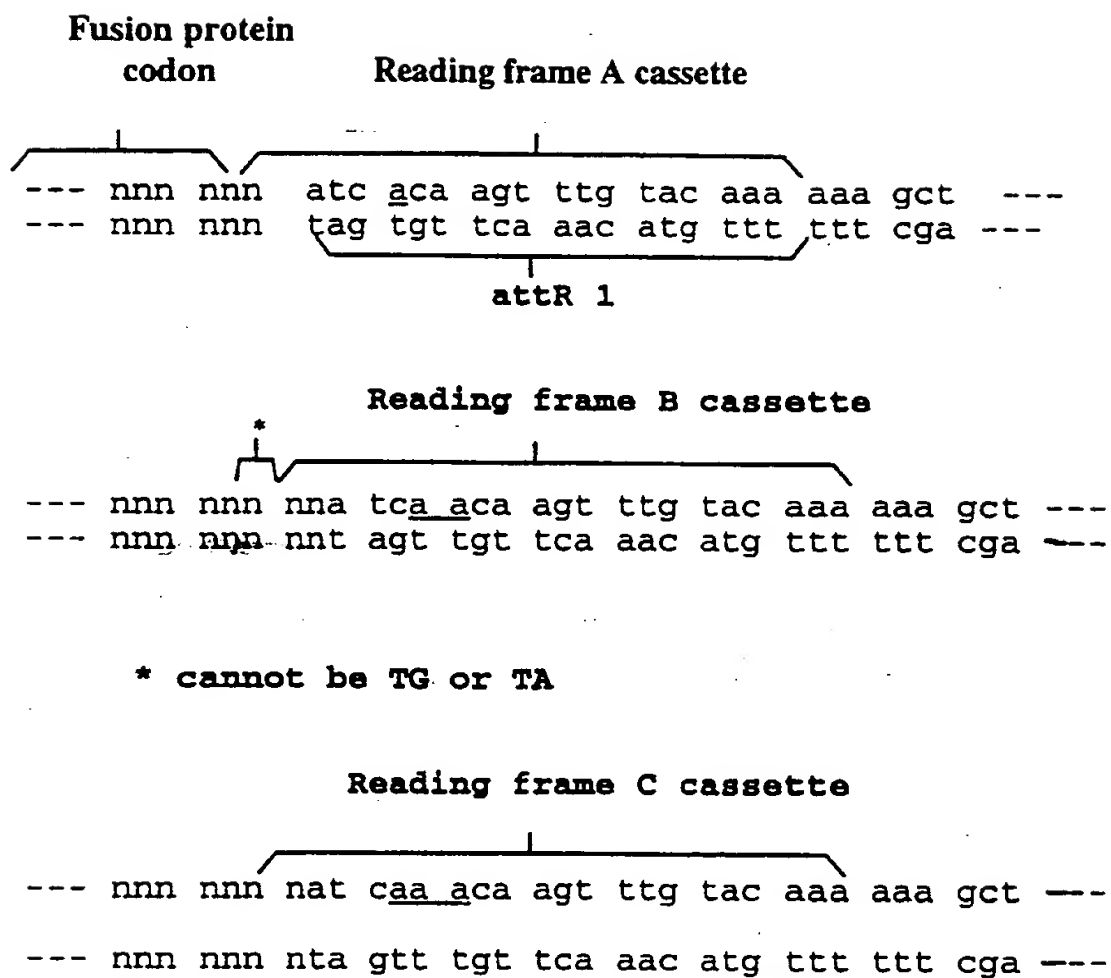 Fusion protein
codon
Reading frame A cassette
--- nnn nnn atc aca agt ttg tac aaa aaa gct ---
--- nnn nnn tag tgt tca aac atg ttt ttt cga ---
attR 1
Reading frame B cassette
*
--- nnn nnn nna tca aca agt ttg tac aaa aaa gct ---
--- nnn nnn nnt agt tgt tca aac atg ttt ttt cga ---
* cannot be TG or TA
Reading frame C cassette
--- nnn nnn nat caa aca agt ttg tac aaa aaa gct ---
--- nnn nnn nta gtt tgt tca aac atg ttt ttt cga ---